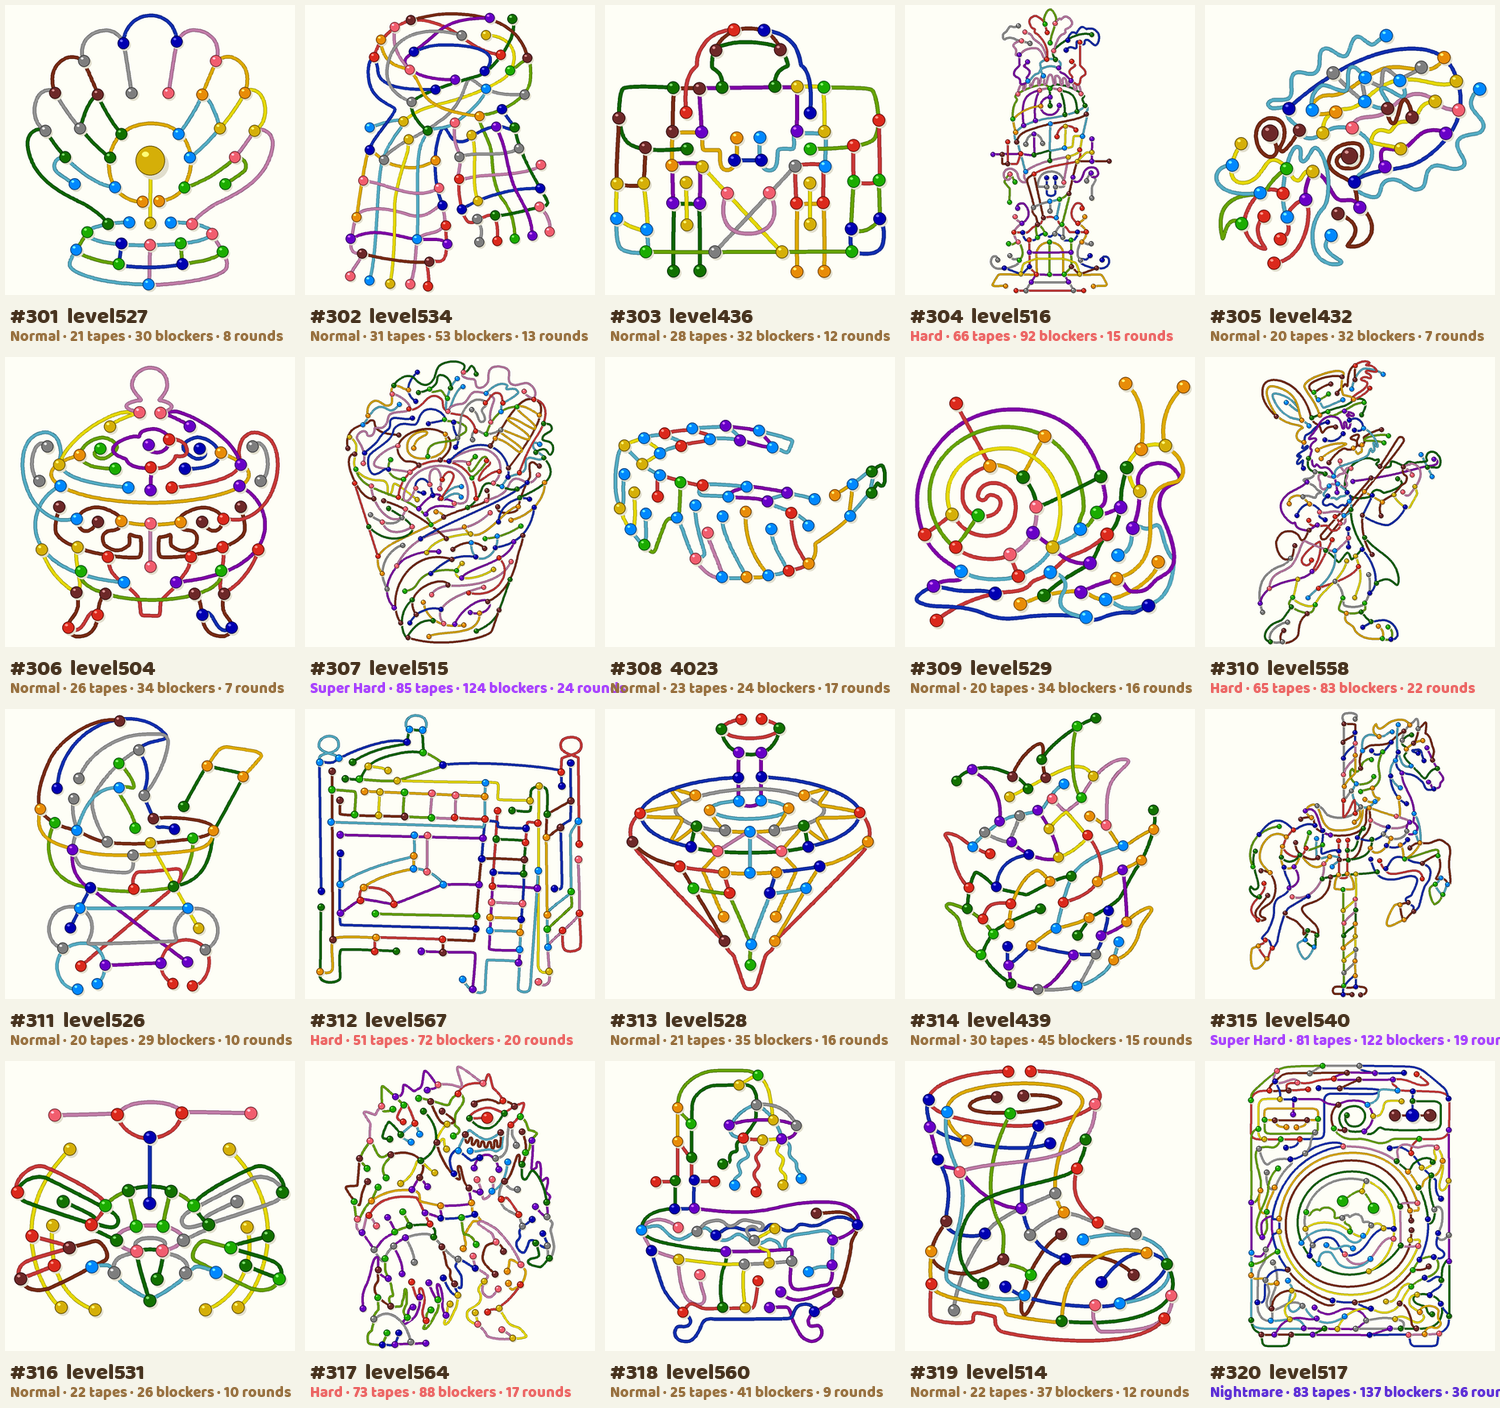 #301 level527
Normal · 21 tapes · 30 blockers · 8 rounds
#302 level534
Normal · 31 tapes · 53 blockers · 13 rounds
#303 level436
Normal · 28 tapes · 32 blockers · 12 rounds
#304 level516
Hard · 66 tapes · 92 blockers · 15 rounds
#305 level432
Normal · 20 tapes · 32 blockers · 7 rounds
#306 level504
Normal · 26 tapes · 34 blockers · 7 rounds
#307 level515
Super Hard · 85 tapes · 124 blockers · 24 rounds
#308 4023
Normal · 23 tapes · 24 blockers · 17 rounds
#309 level529
Normal · 20 tapes · 34 blockers · 16 rounds
#310 level558
Hard · 65 tapes · 83 blockers · 22 rounds
#311 level526
Normal · 20 tapes · 29 blockers · 10 rounds
#312 level567
Hard · 51 tapes · 72 blockers · 20 rounds
#313 level528
Normal · 21 tapes · 35 blockers · 16 rounds
#314 level439
Normal · 30 tapes · 45 blockers · 15 rounds
#315 level540
Super Hard · 81 tapes · 122 blockers · 19 rour
#316 level531
Normal · 22 tapes · 26 blockers · 10 rounds
#317 level564
Hard · 73 tapes · 88 blockers · 17 rounds
#318 level560
Normal · 25 tapes · 41 blockers · 9 rounds
#319 level514
Normal · 22 tapes · 37 blockers · 12 rounds
#320 level517
Nightmare · 83 tapes · 137 blockers · 36 rour